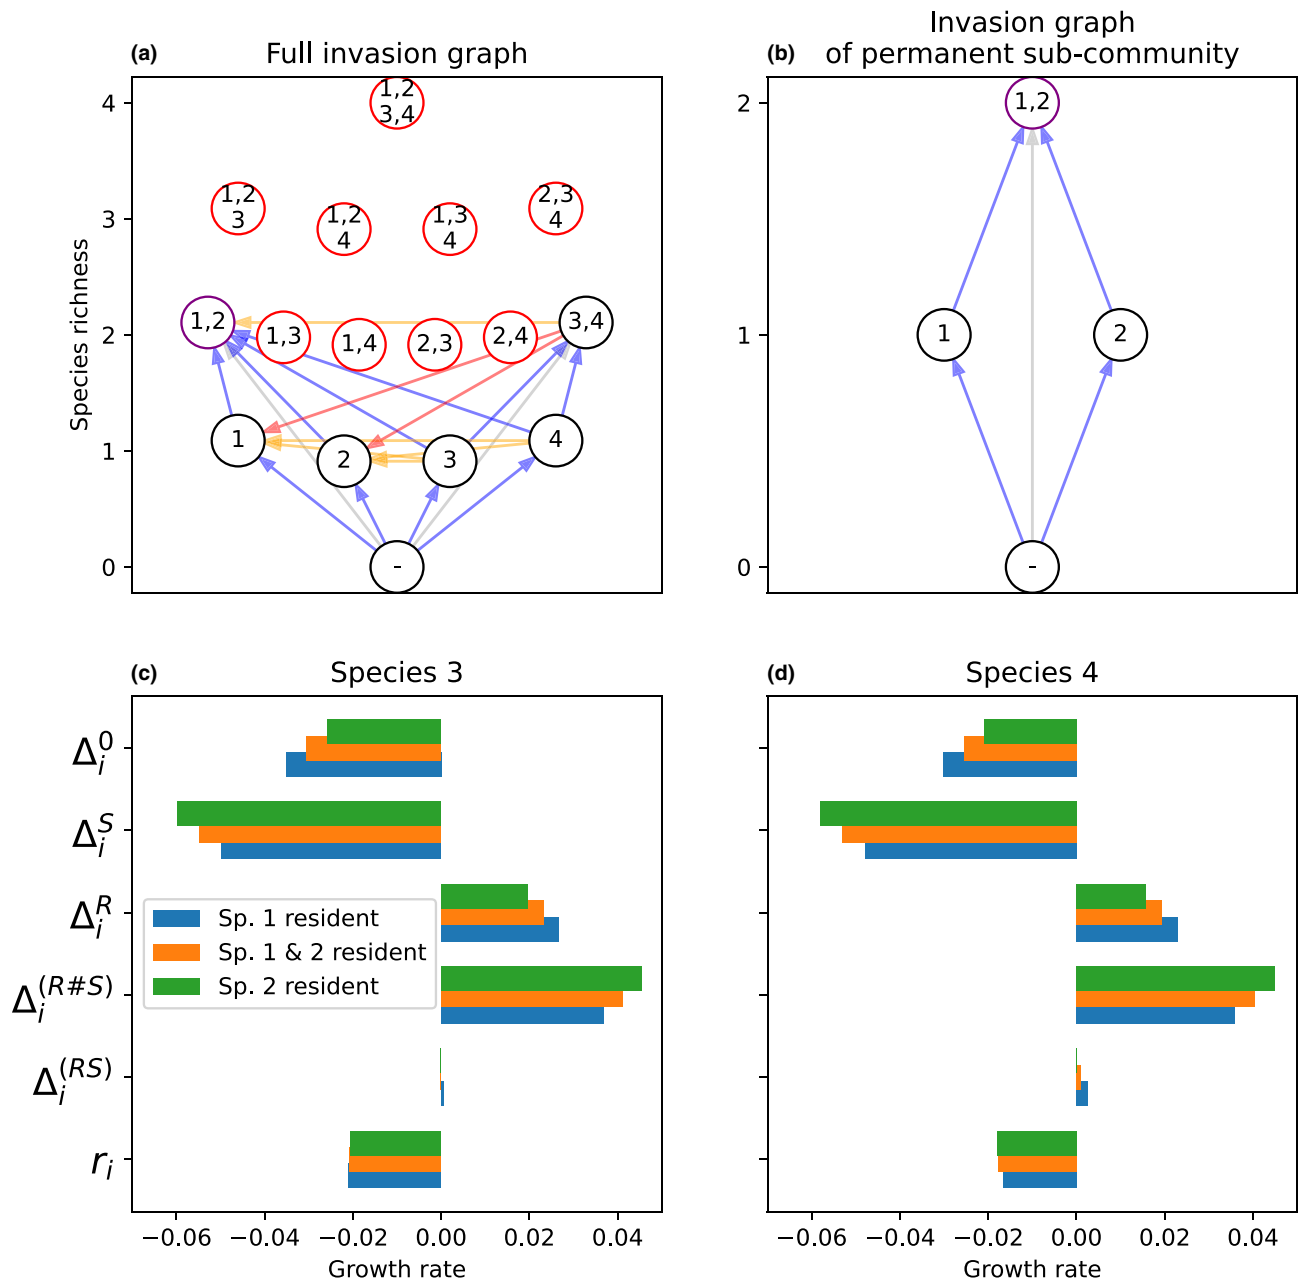 (a) Full invasion graph
Species richness
4
3
2
1
0
1,2
3,4
1,2
3
1,2
4
1,3
4
2,3
4
1,2
1,3
1,4
2,3
2,4
3,4
1
2
3
4
-
(b) Invasion graph
of permanent sub-community
2
1
0
1,2
1
2
-
(c) Species 3
Δ_i^0
Δ_i^S
Δ_i^R
Δ_i^(R#S)
Δ_i^(RS)
r_i
Sp. 1 resident
Sp. 1 & 2 resident
Sp. 2 resident
−0.06 −0.04 −0.02 0.00 0.02 0.04
Growth rate
(d) Species 4
−0.06 −0.04 −0.02 0.00 0.02 0.04
Growth rate